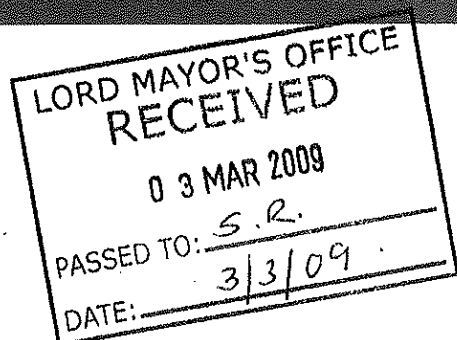 LORD MAYOR'S OFFICE
RECEIVED
0 3 MAR 2009
PASSED TO: S.R.
DATE: 3/3/09.